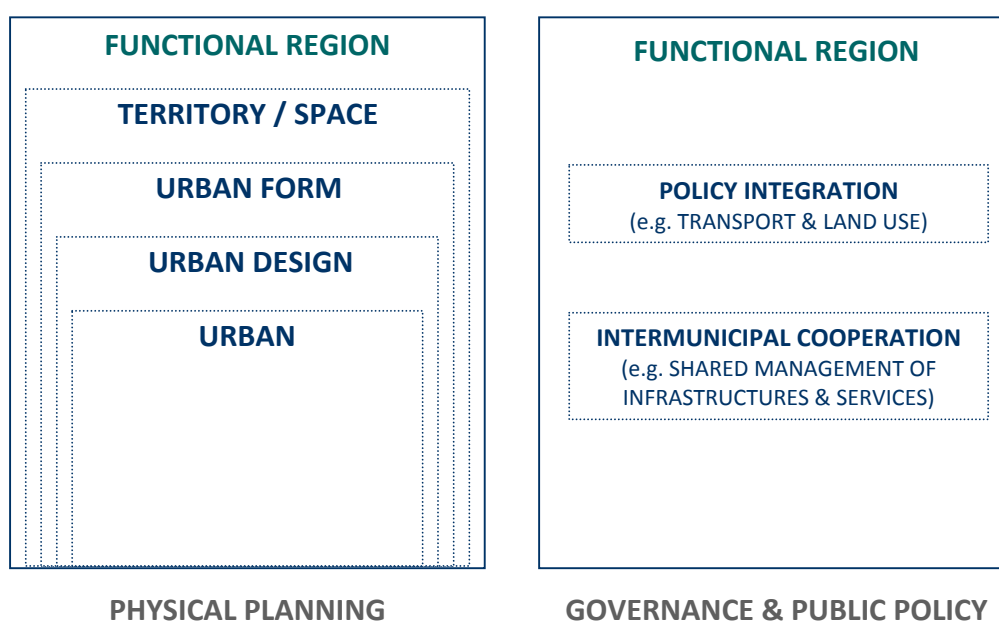 FUNCTIONAL REGION
TERRITORY / SPACE
URBAN FORM
URBAN DESIGN
URBAN
PHYSICAL PLANNING
FUNCTIONAL REGION
POLICY INTEGRATION
(e.g. TRANSPORT & LAND USE)
INTERMUNICIPAL COOPERATION
(e.g. SHARED MANAGEMENT OF
INFRASTRUCTURES & SERVICES)
GOVERNANCE & PUBLIC POLICY